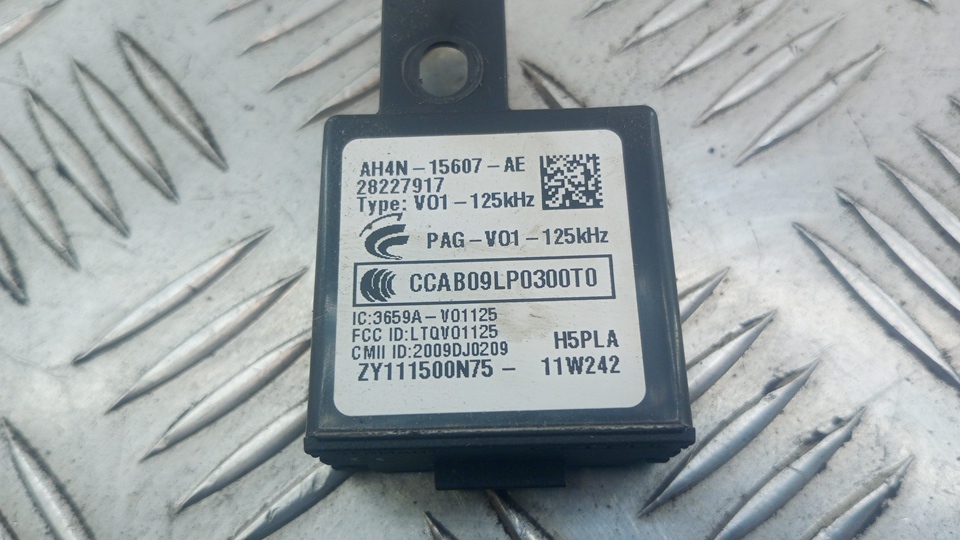 AH4N-15607-AE
28227917
Type: V01-125kHz
PAG-V01-125kHz
CCAB09LP0300T0
IC:3659A-V01125
FCC ID:LTQV01125
CMII ID:2009DJ0209
H5PLA
ZY111500N75- 11W242